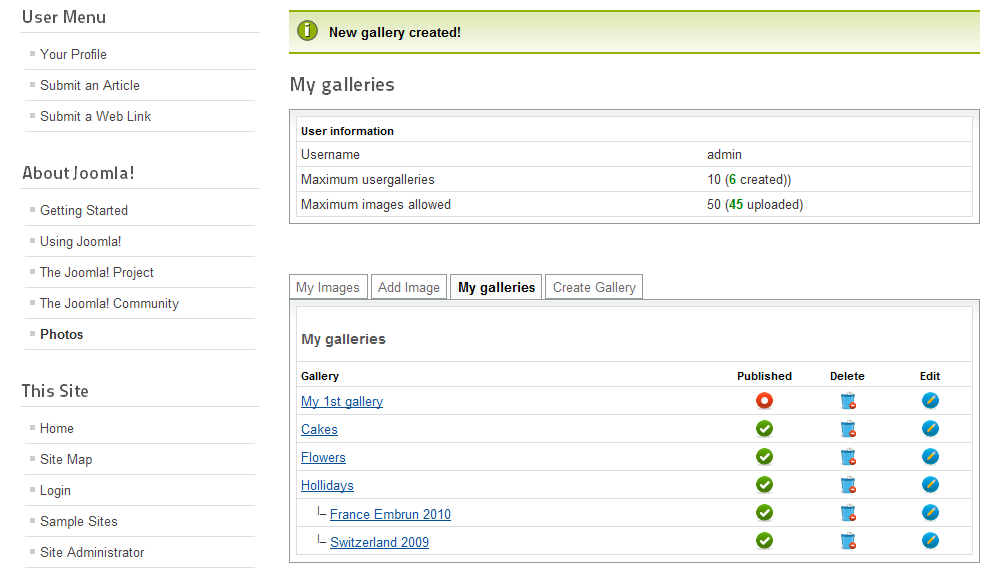 User Menu
Your Profile
Submit an Article
Submit a Web Link
About Joomla!
Getting Started
Using Joomla!
The Joomla! Project
The Joomla! Community
Photos
This Site
Home
Site Map
Login
Sample Sites
Site Administrator
New gallery created!
My galleries
User information
Username admin
Maximum usergalleries 10 (6 created))
Maximum images allowed 50 (45 uploaded)
My Images Add Image My galleries Create Gallery
My galleries
Gallery Published Delete Edit
My 1st gallery
Cakes
Flowers
Hollidays
France Embrun 2010
Switzerland 2009